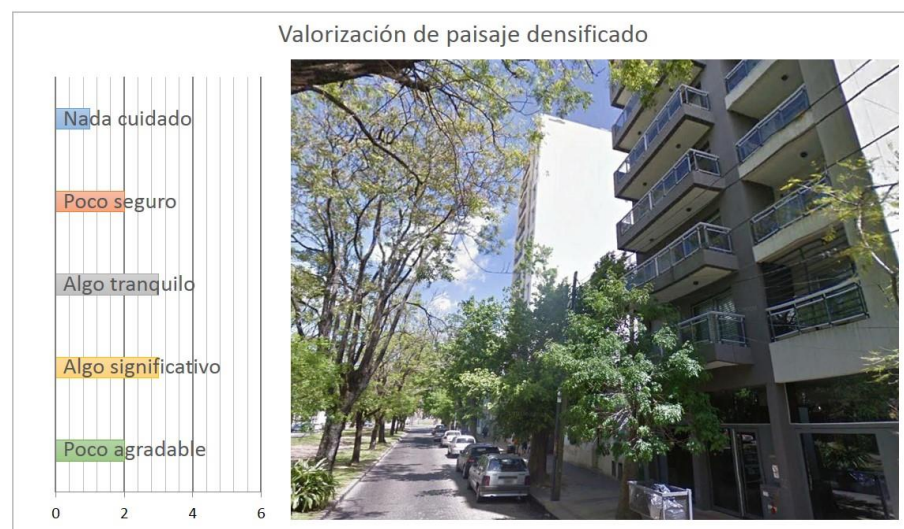 Valorización de paisaje densificado
Nada cuidado
Poco seguro
Algo tranquilo
Algo significativo
Poco agradable
0 2 4 6